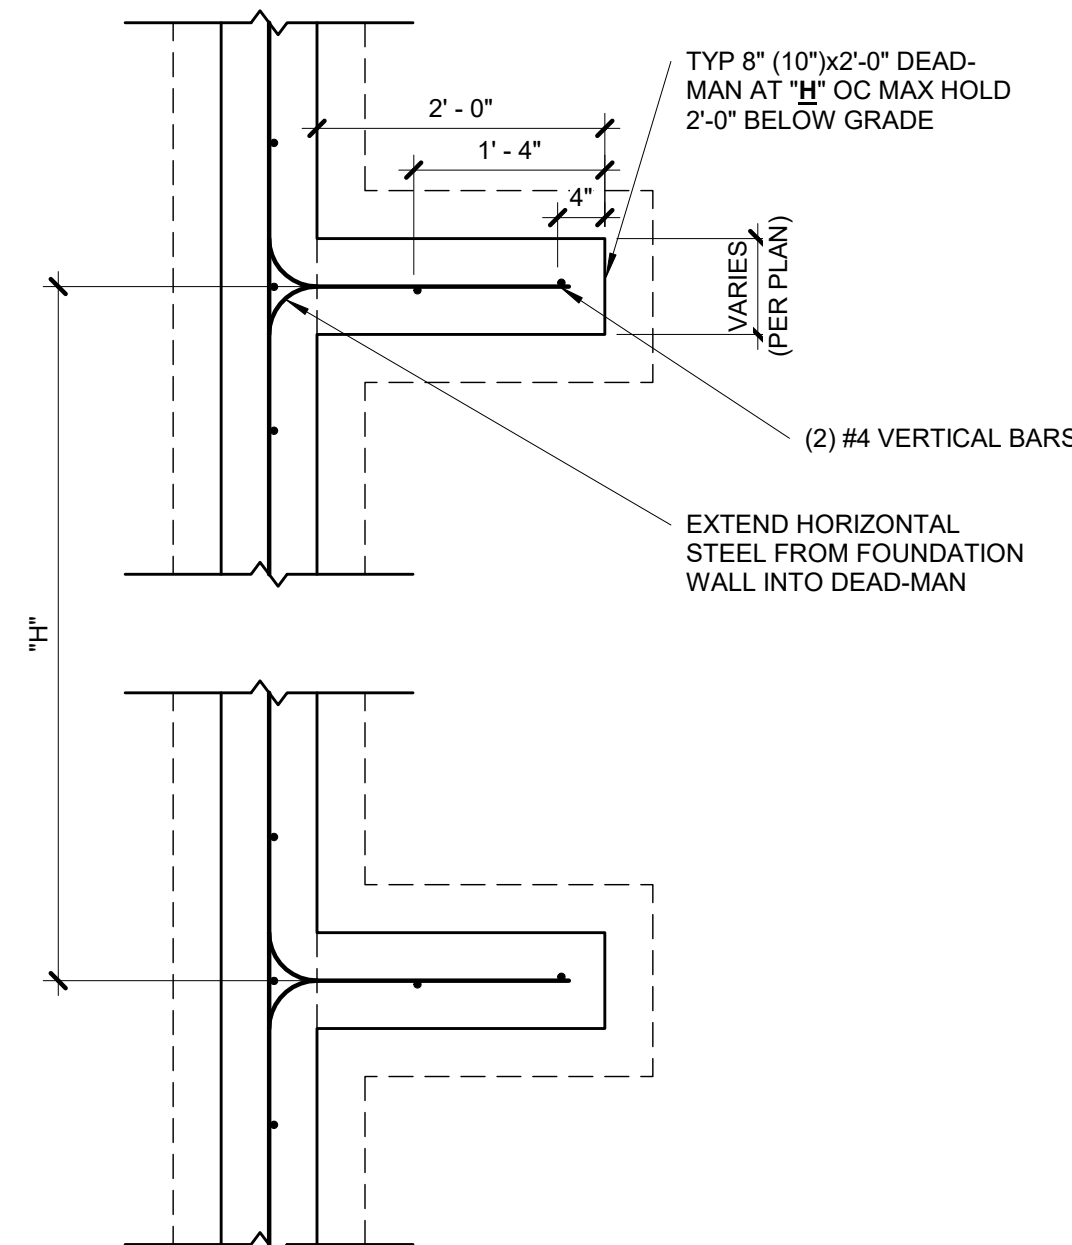 TYP 8" (10")x2'-0" DEAD-
MAN AT "H" OC MAX HOLD
2'-0" BELOW GRADE
2' - 0"
1' - 4"
4"
VARIES
(PER PLAN)
(2) #4 VERTICAL BARS
EXTEND HORIZONTAL
STEEL FROM FOUNDATION
WALL INTO DEAD-MAN
"H"